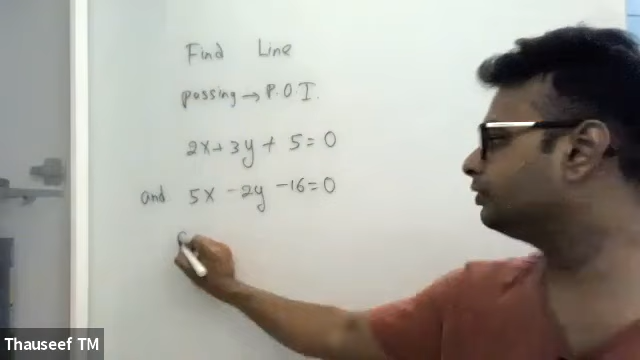 Find Line
passing → P.O.I.
2x + 3y + 5 = 0
and 5x - 2y - 16 = 0
Thauseef TM